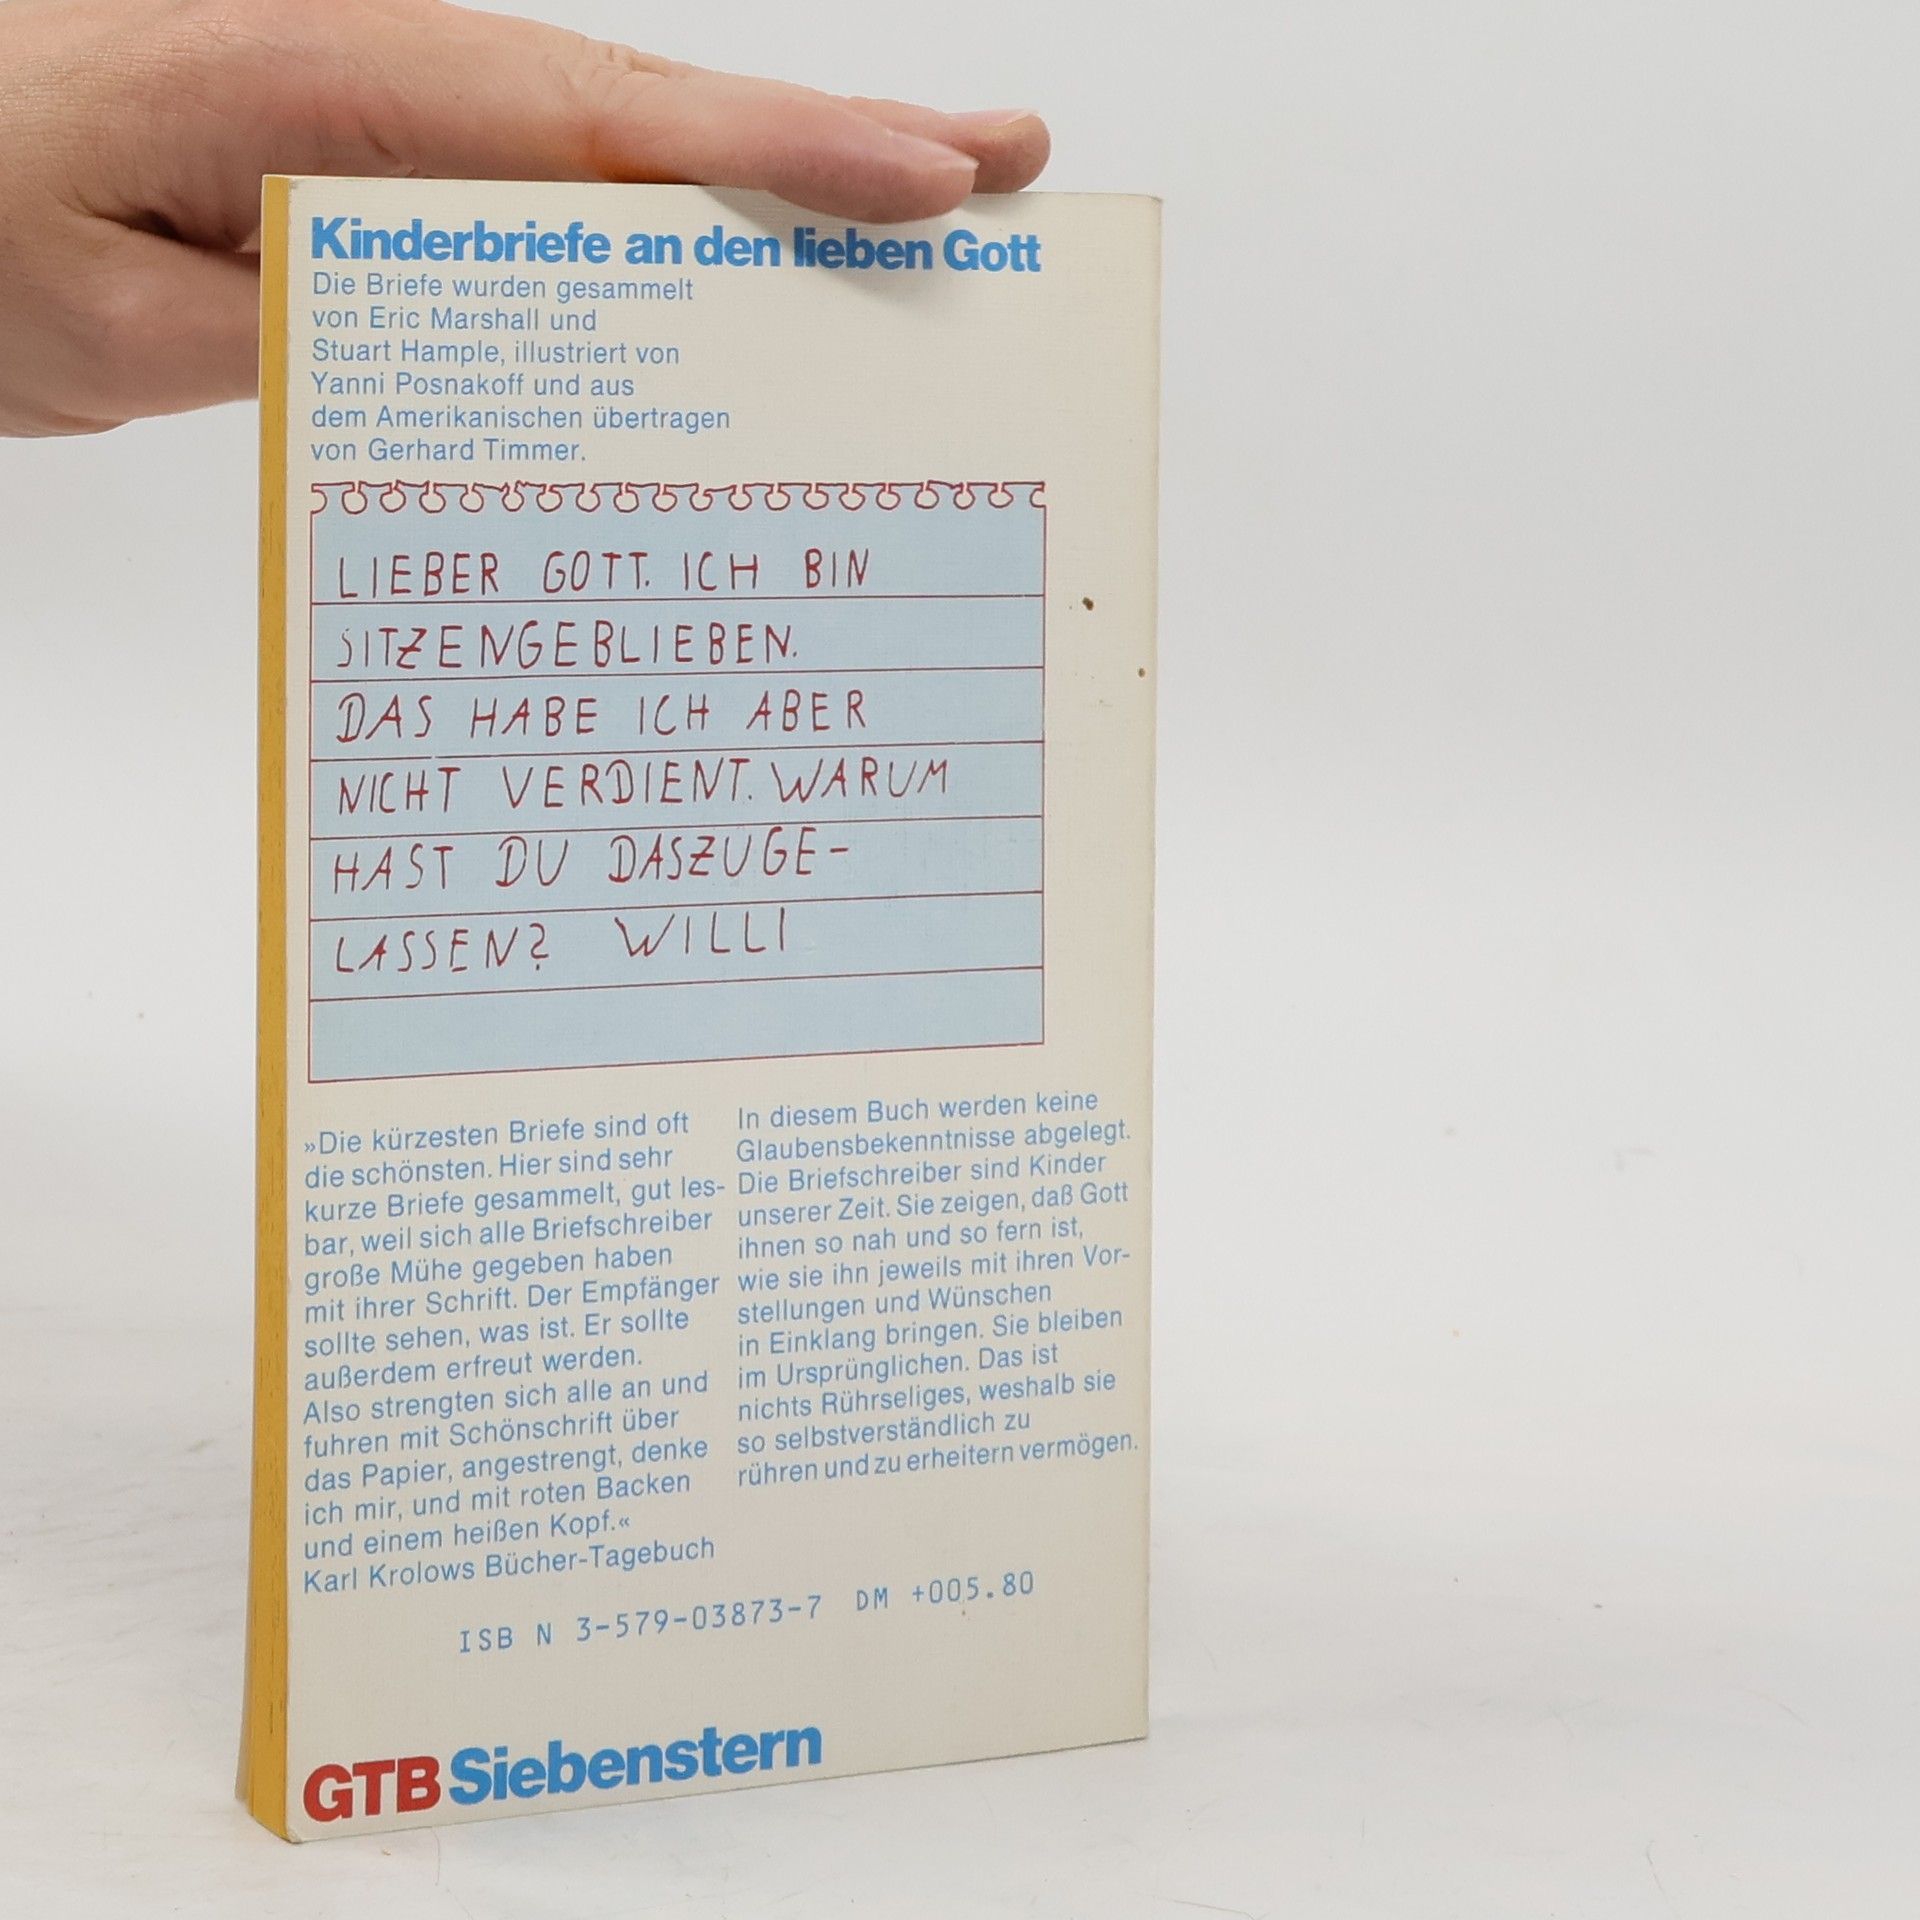 Kinderbriefe an den lieben Gott
Die Briefe wurden gesammelt
von Eric Marshall und
Stuart Hample, illustriert von
Yanni Posnakoff und aus
dem Amerikanischen übertragen
von Gerhard Timmer.
LIEBER GOTT. ICH BIN
SITZENGEBLIEBEN.
DAS HABE ICH ABER
NICHT VERDIENT. WARUM
HAST DU DASZUGE-
LASSEN? WILLI
»Die kürzesten Briefe sind oft
die schönsten. Hier sind sehr
kurze Briefe gesammelt, gut les-
bar, weil sich alle Briefschreiber
große Mühe gegeben haben
mit ihrer Schrift. Der Empfänger
sollte sehen, was ist. Er sollte
außerdem erfreut werden.
Also strengten sich alle an und
fuhren mit Schönschrift über
das Papier, angestrengt, denke
ich mir, und mit roten Backen
und einem heißen Kopf.«
Karl Krolows Bücher-Tagebuch
In diesem Buch werden keine
Glaubensbekenntnisse abgelegt.
Die Briefschreiber sind Kinder
unserer Zeit. Sie zeigen, daß Gott
ihnen so nah und so fern ist,
wie sie ihn jeweils mit ihren Vor-
stellungen und Wünschen
in Einklang bringen. Sie bleiben
im Ursprünglichen. Das ist
nichts Rührseliges, weshalb sie
so selbstverständlich zu
rühren und zu erheitern vermögen.
ISB N 3-579-03873-7 DM +005.80
GTB Siebenstern